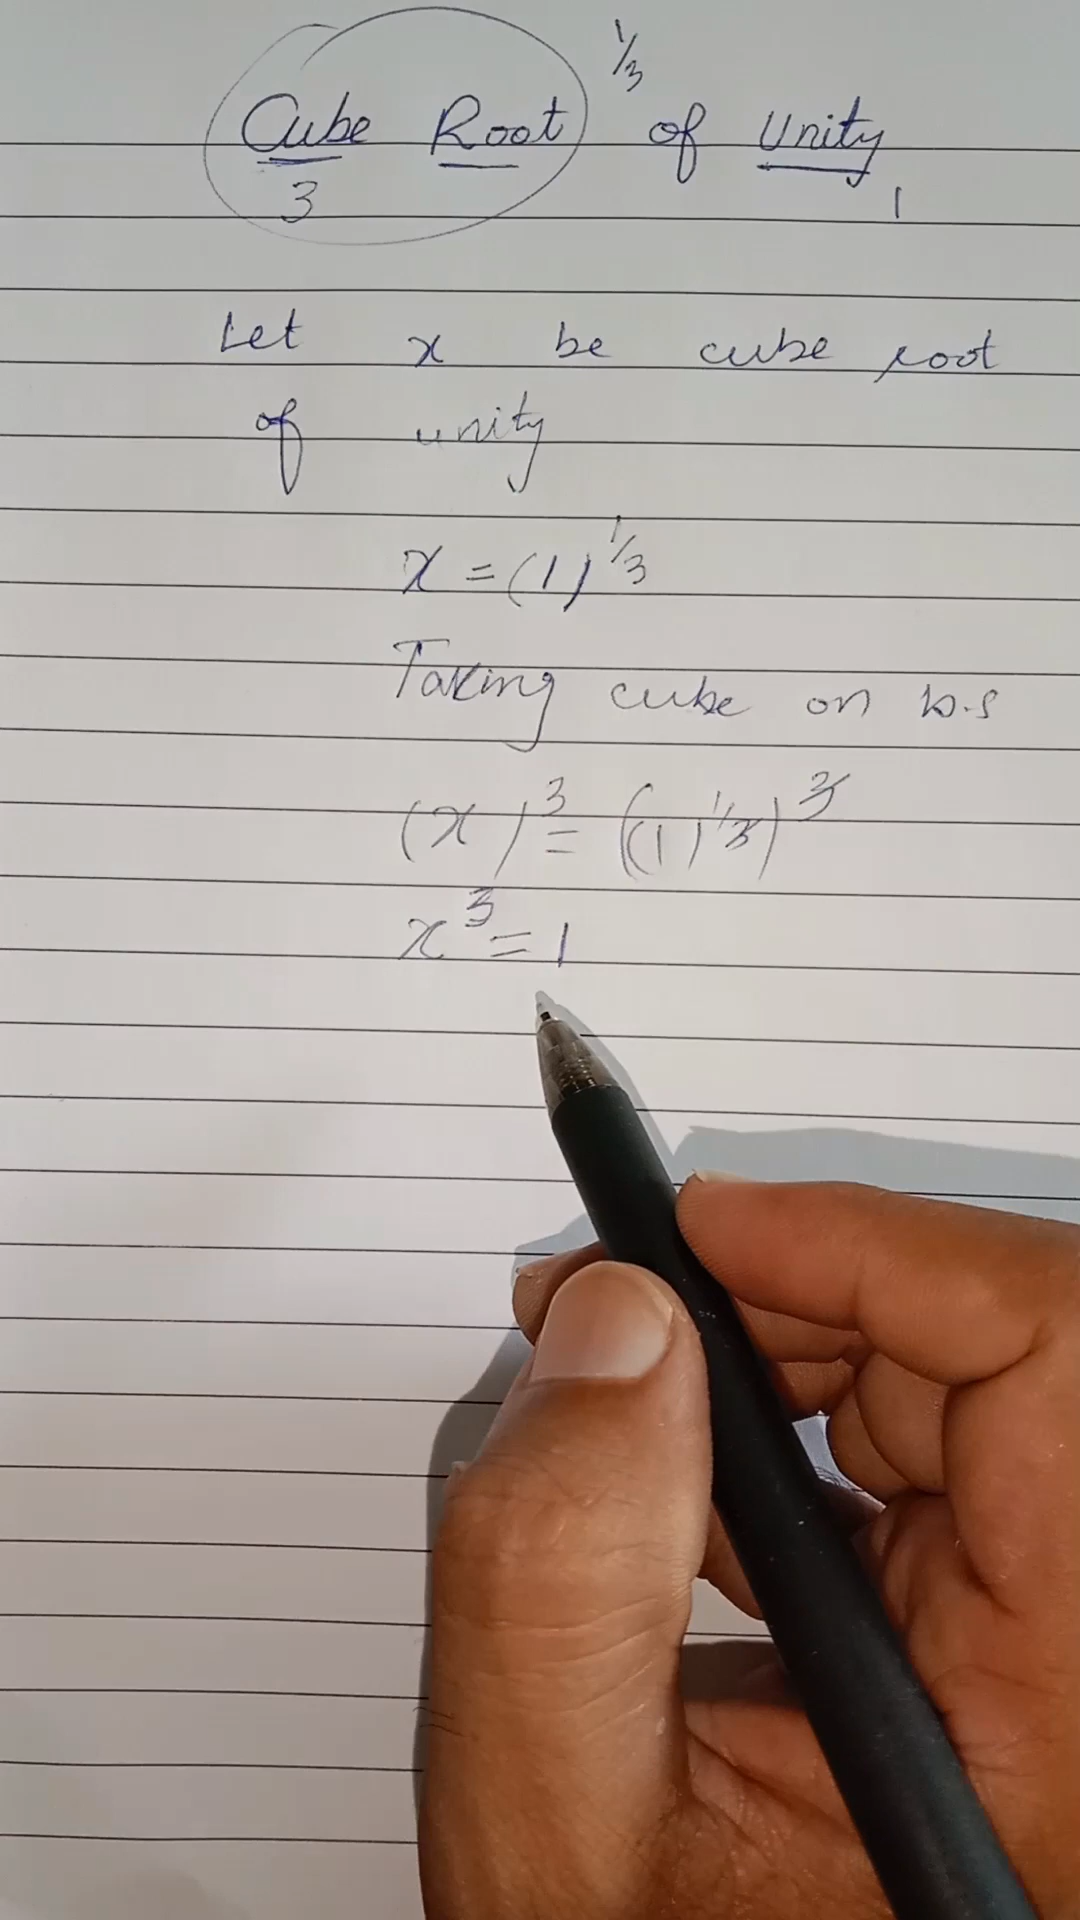 1/3
Cube Root of Unity
3 1
Let x be cube root
of unity
x = (1)^1/3
Taking cube on b.s
(x)^3 = ((1)^1/3)^3
x^3 = 1